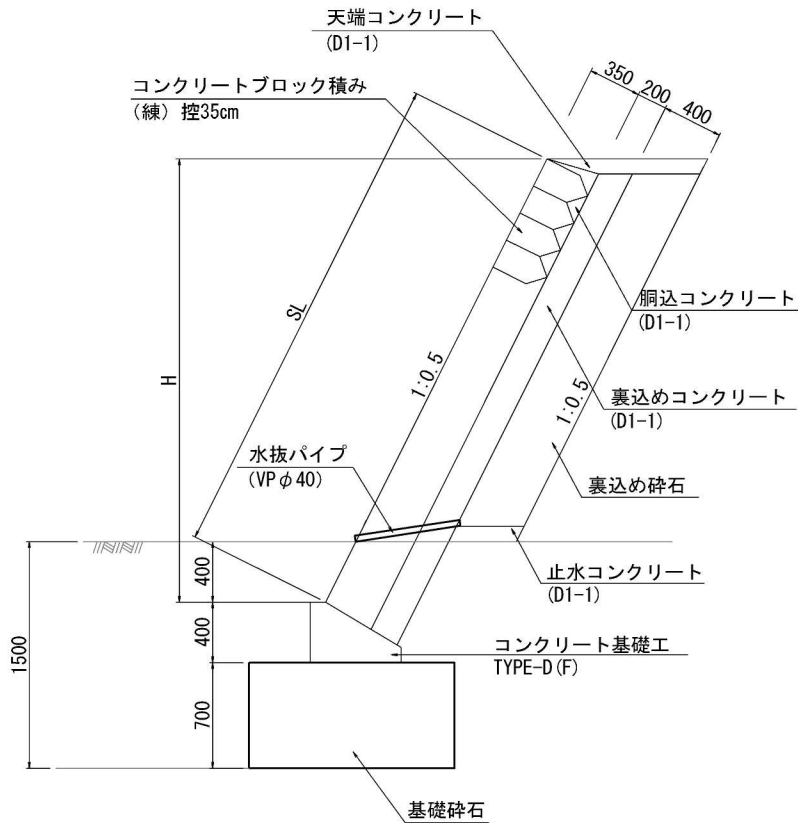 天端コンクリート
(D1-1)
コンクリートブロック積み
(練) 控35cm
350
200
400
SL
H
1:0.5
胴込コンクリート
(D1-1)
1:0.5
裏込めコンクリート
(D1-1)
水抜パイプ
(VPφ40)
裏込め砕石
400
止水コンクリート
(D1-1)
400
1500
コンクリート基礎工
TYPE-D(F)
700
基礎砕石